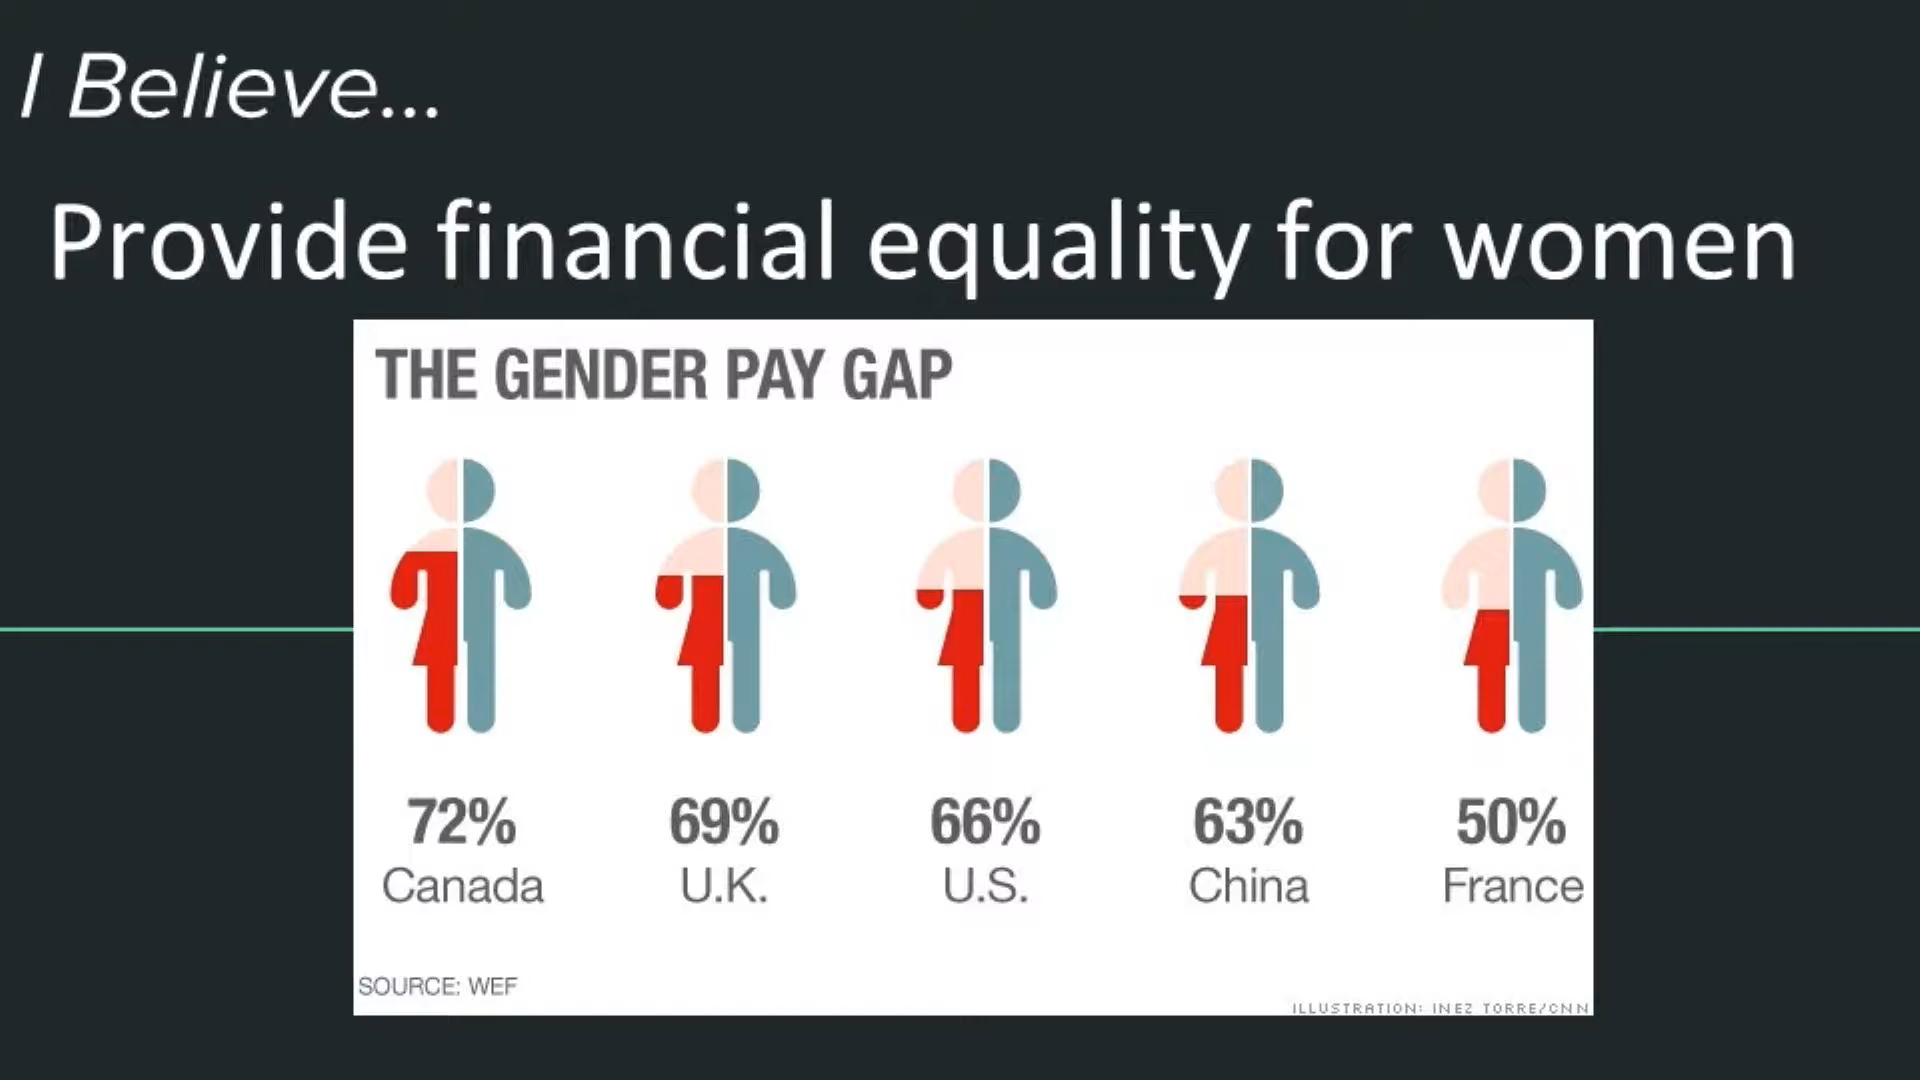 I Believe...
Provide financial equality for women
THE GENDER PAY GAP
72% 69% 66% 63% 50%
Canada U.K. U.S. China France
SOURCE: WEF
ILLUSTRATION: INEZ TORRE/CNN